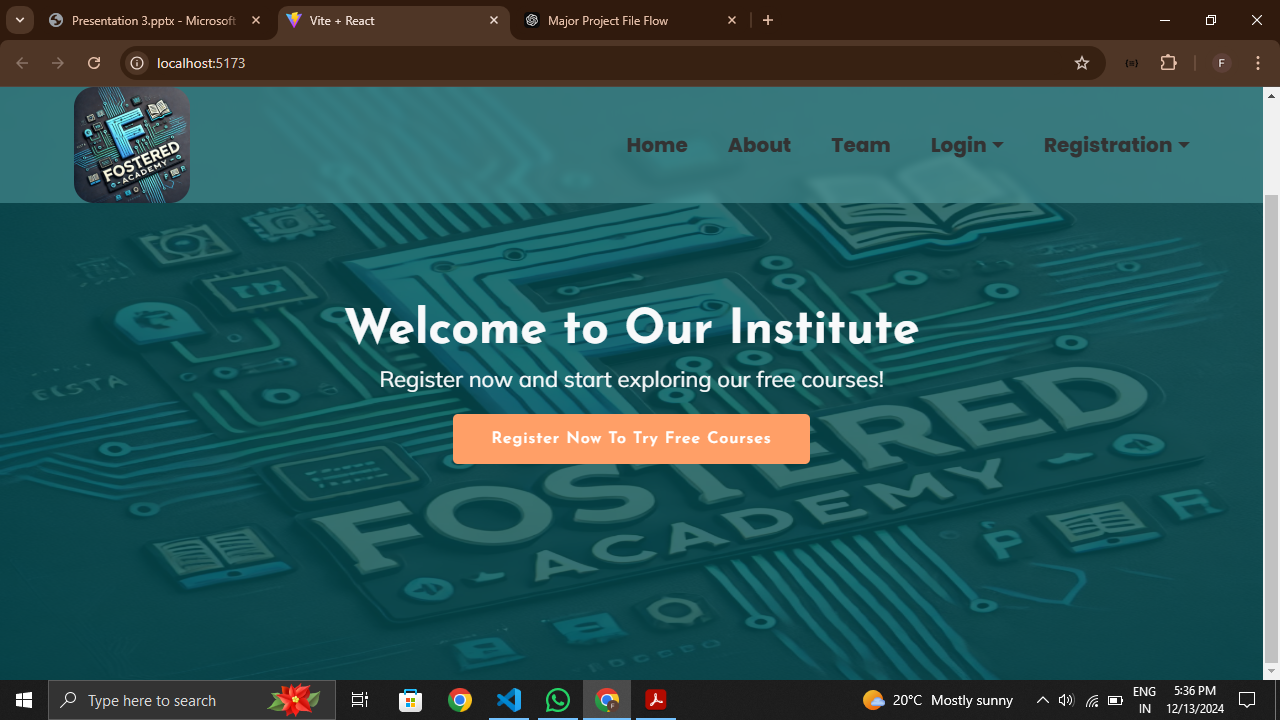 Presentation 3.pptx - Microsoft
Vite + React
Major Project File Flow
localhost:5173
F
F
FOSTERED
ACADEMY
Home
About
Team
Login
Registration
Welcome to Our Institute
Register now and start exploring our free courses!
Register Now To Try Free Courses
FOSTERED
ACADEMY
Type here to search
20°C Mostly sunny
ENG
IN
5:36 PM
12/13/2024